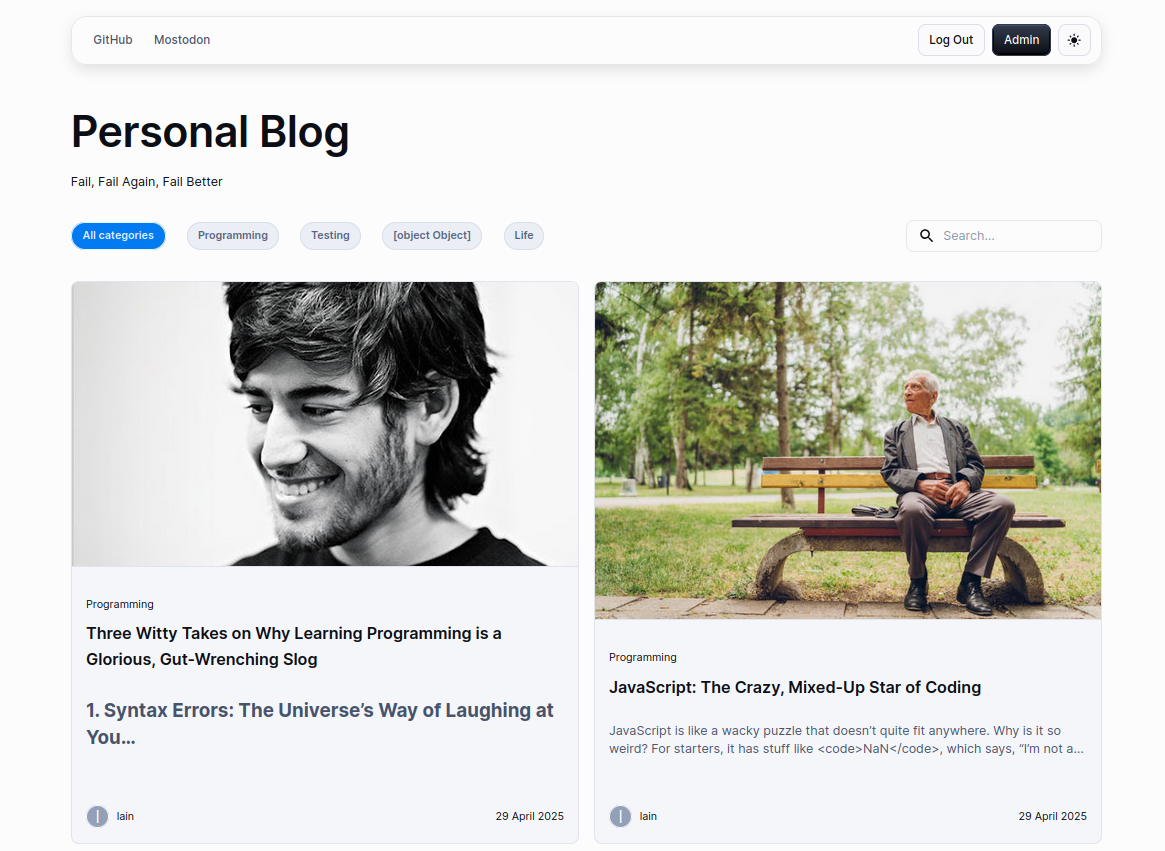 GitHub Mostodon Log Out Admin
Personal Blog
Fail, Fail Again, Fail Better
All categories Programming Testing [object Object] Life Search...
Programming
Three Witty Takes on Why Learning Programming is a
Glorious, Gut-Wrenching Slog
1. Syntax Errors: The Universe’s Way of Laughing at
You...
I Iain 29 April 2025
Programming
JavaScript: The Crazy, Mixed-Up Star of Coding
JavaScript is like a wacky puzzle that doesn’t quite fit anywhere. Why is it so
weird? For starters, it has stuff like <code>NaN</code>, which says, “I’m not a...
I Iain 29 April 2025